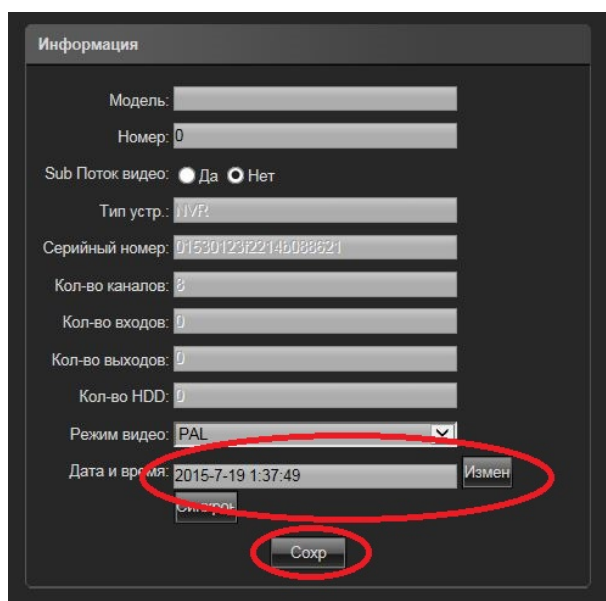 Информация
Модель:
Номер: 0
Sub Поток видео: Да Нет
Тип устр.: NVR
Серийный номер:
Кол-во каналов: 8
Кол-во входов: 0
Кол-во выходов: 0
Кол-во HDD: 0
Режим видео: PAL
Дата и время: 2015-7-19 1:37:49 Измен
Синхрон
Сохр